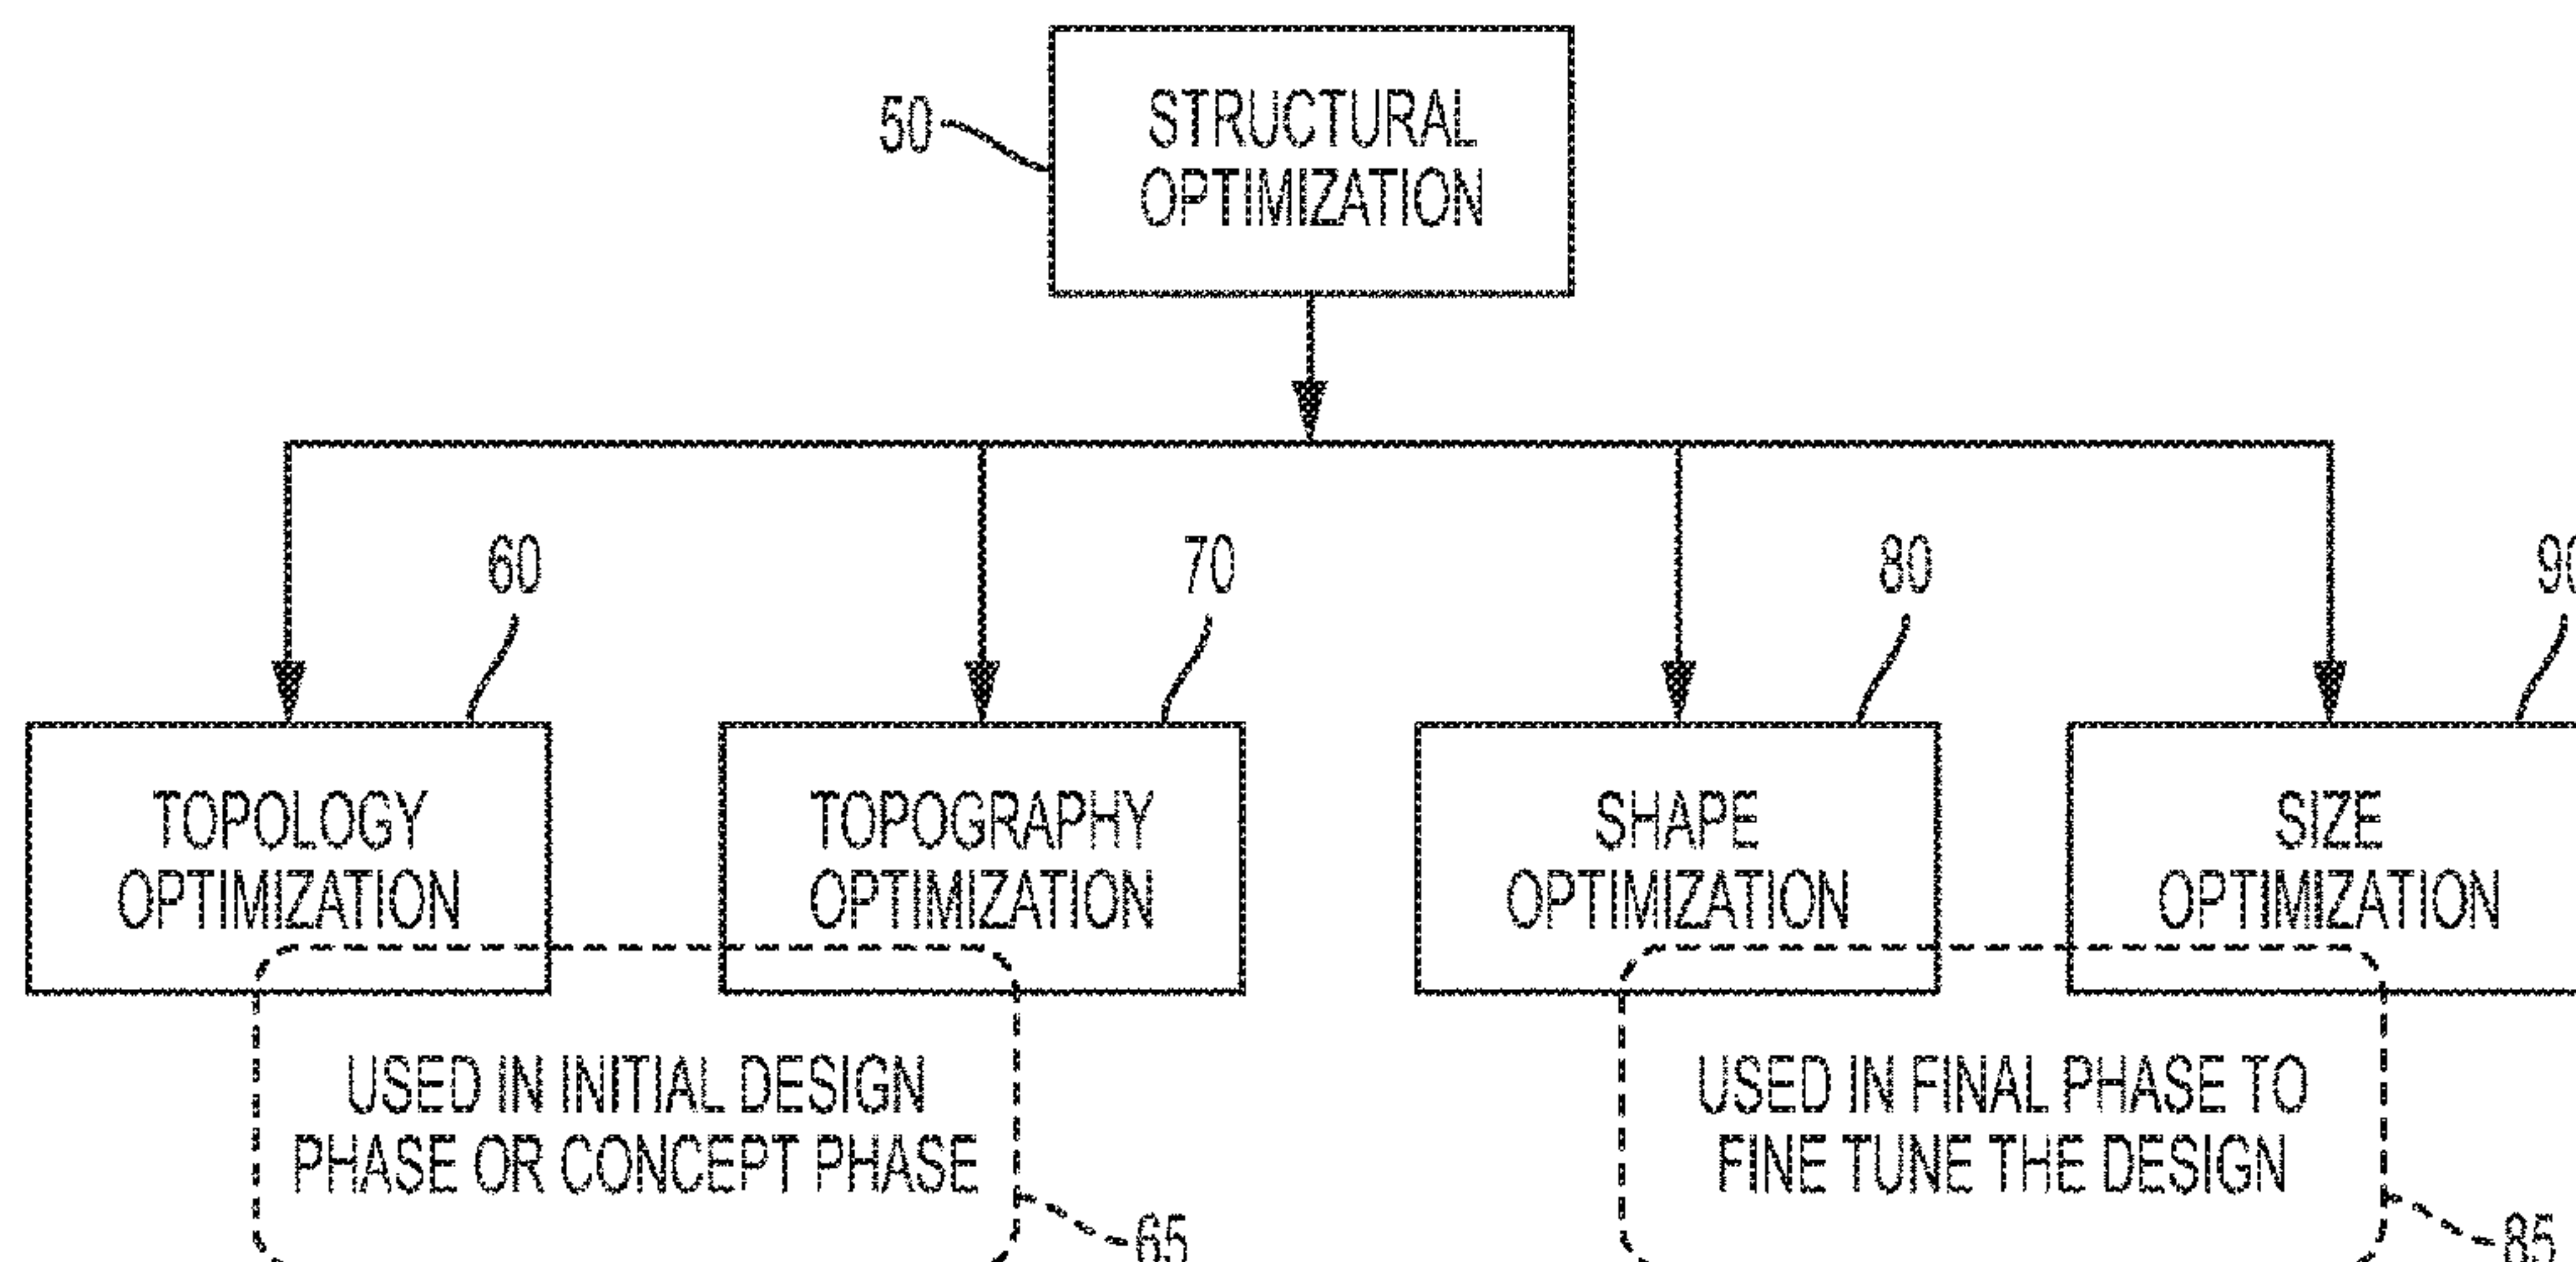 50
STRUCTURAL
OPTIMIZATION
60
70
80
90
TOPOLOGY
OPTIMIZATION
TOPOGRAPHY
OPTIMIZATION
SHAPE
OPTIMIZATION
SIZE
OPTIMIZATION
USED IN INITIAL DESIGN
PHASE OR CONCEPT PHASE
65
USED IN FINAL PHASE TO
FINE TUNE THE DESIGN
85